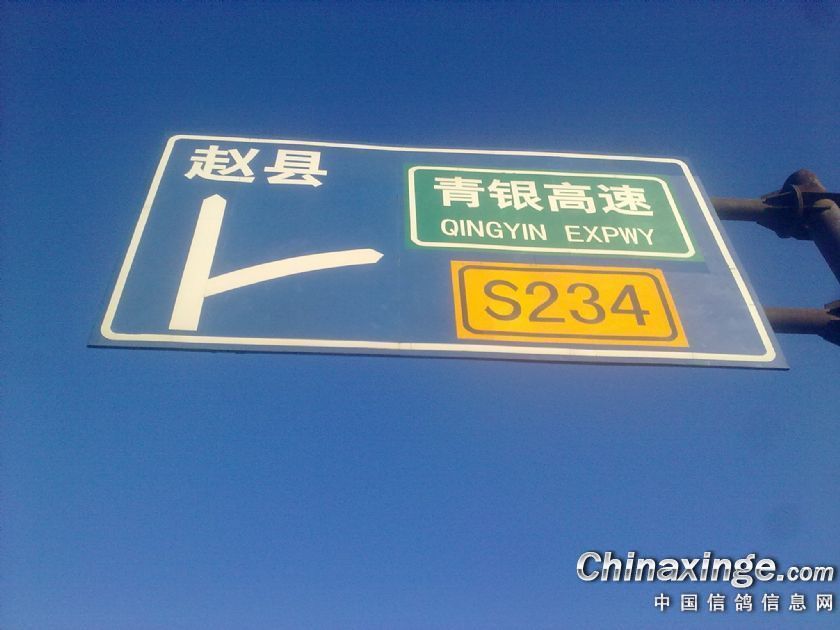 赵县
青银高速
QINGYIN EXPWY
S234
Chinaxinge.com
中国信鸽信息网